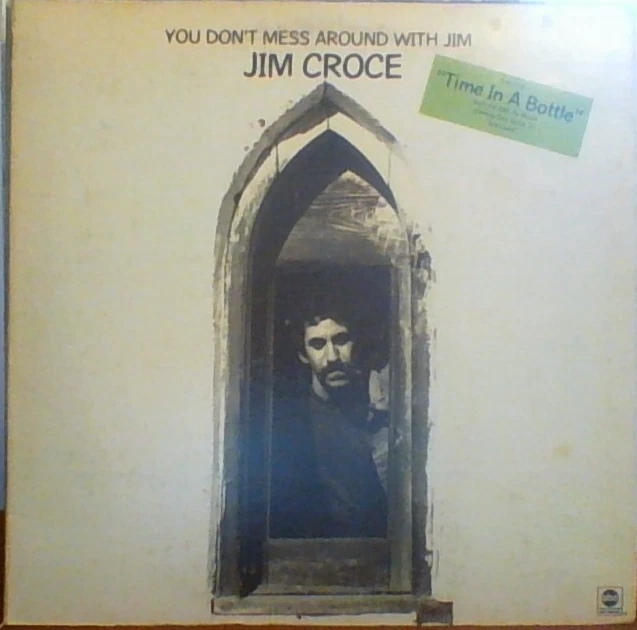 YOU DON'T MESS AROUND WITH JIM
JIM CROCE
"Time In A Bottle"